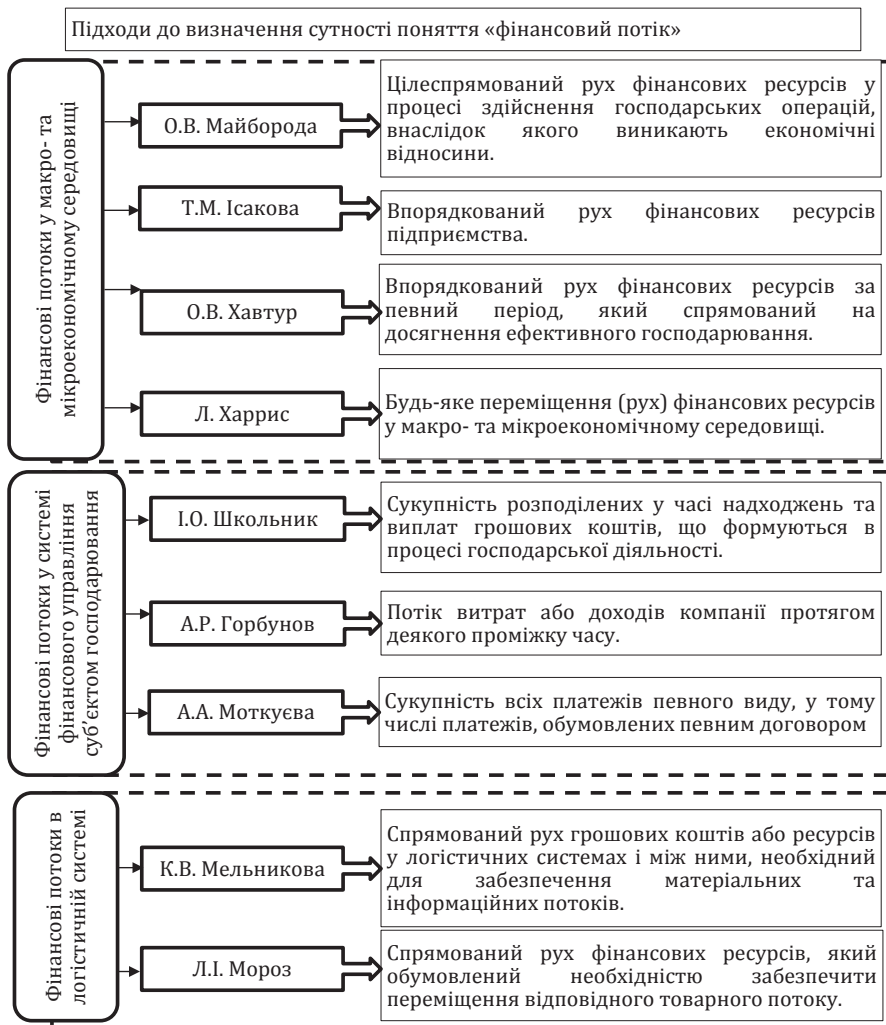 Підходи до визначення сутності поняття «фінансовий потік»
Фінансові потоки у макро- та
мікроекономічному середовищі
О.В. Майборода
Цілеспрямований рух фінансових ресурсів у
процесі здійснення господарських операцій,
внаслідок якого виникають економічні
відносини.
Т.М. Ісакова
Впорядкований рух фінансових ресурсів
підприємства.
О.В. Хавтур
Впорядкований рух фінансових ресурсів за
певний період, який спрямований на
досягнення ефективного господарювання.
Л. Харрис
Будь-яке переміщення (рух) фінансових ресурсів
у макро- та мікроекономічному середовищі.
Фінансові потоки у системі
фінансового управління
суб’єктом господарювання
І.О. Школьник
Сукупність розподілених у часі надходжень та
виплат грошових коштів, що формуються в
процесі господарської діяльності.
А.Р. Горбунов
Потік витрат або доходів компанії протягом
деякого проміжку часу.
А.А. Моткуєва
Сукупність всіх платежів певного виду, у тому
числі платежів, обумовлених певним договором
Фінансові потоки в
логістичній системі
К.В. Мельникова
Спрямований рух грошових коштів або ресурсів
у логістичних системах і між ними, необхідний
для забезпечення матеріальних та
інформаційних потоків.
Л.І. Мороз
Спрямований рух фінансових ресурсів, який
обумовлений необхідністю забезпечити
переміщення відповідного товарного потоку.